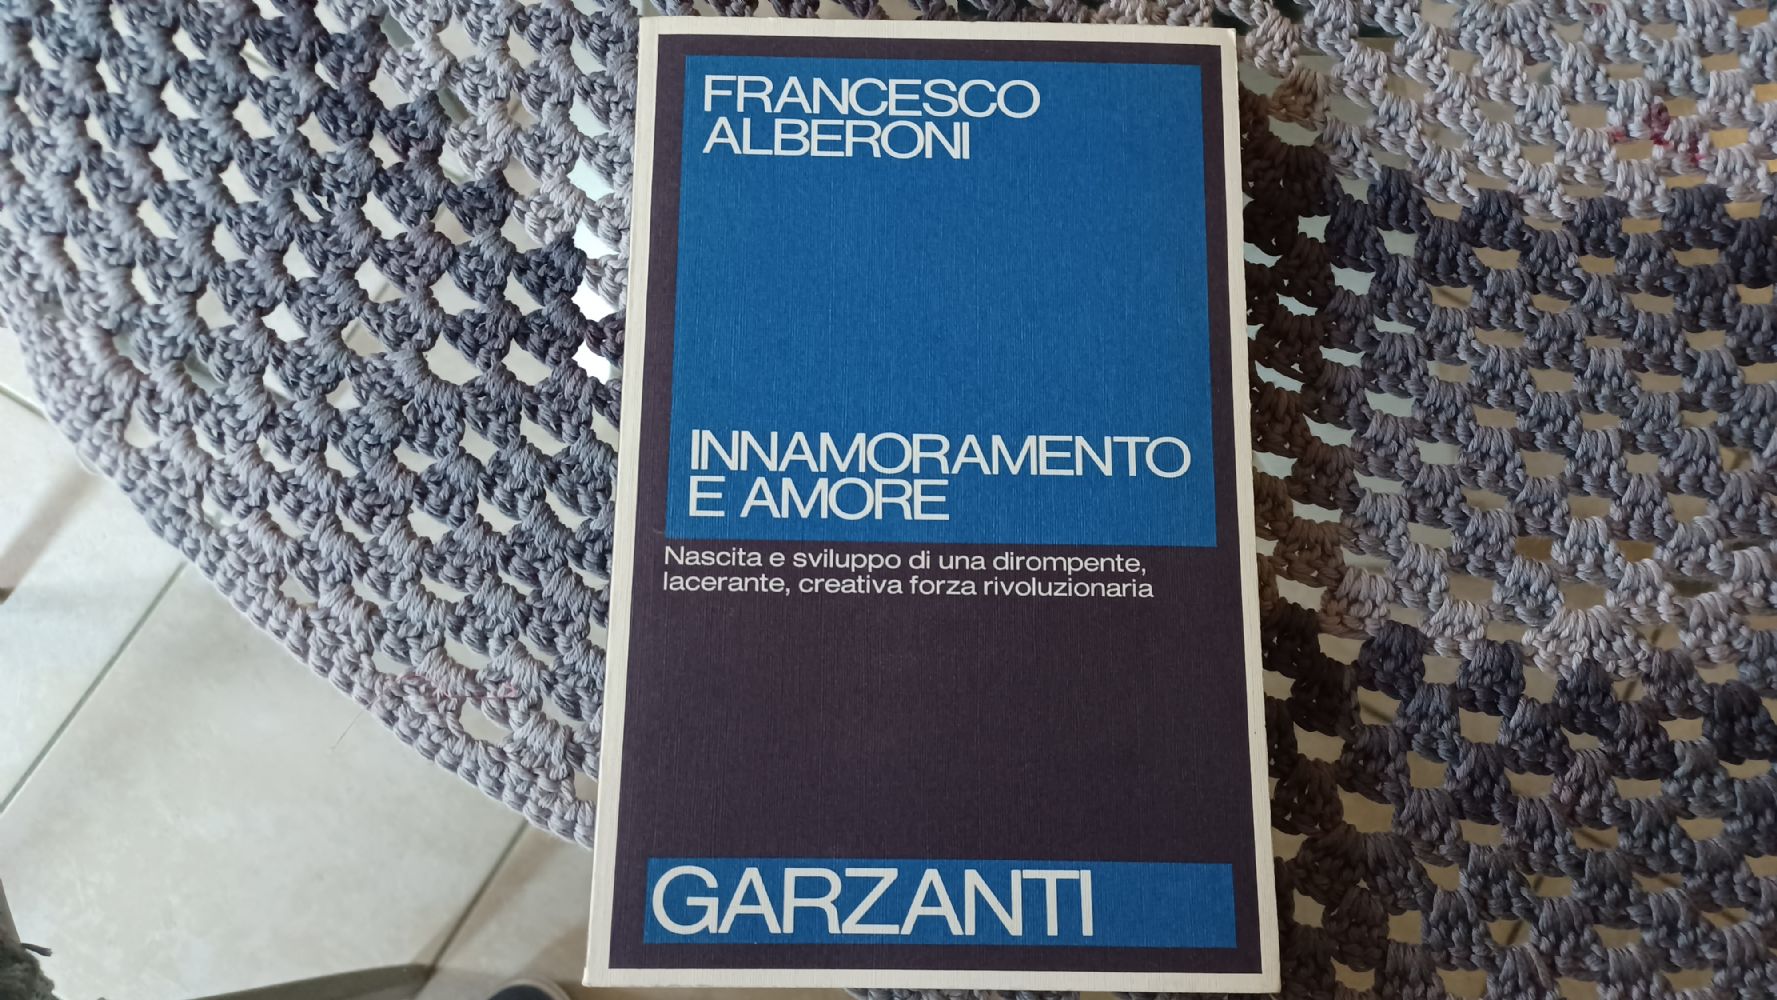 FRANCESCO
ALBERONI
INNAMORAMENTO
E AMORE
Nascita e sviluppo di una dirompente,
lacerante, creativa forza rivoluzionaria
GARZANTI